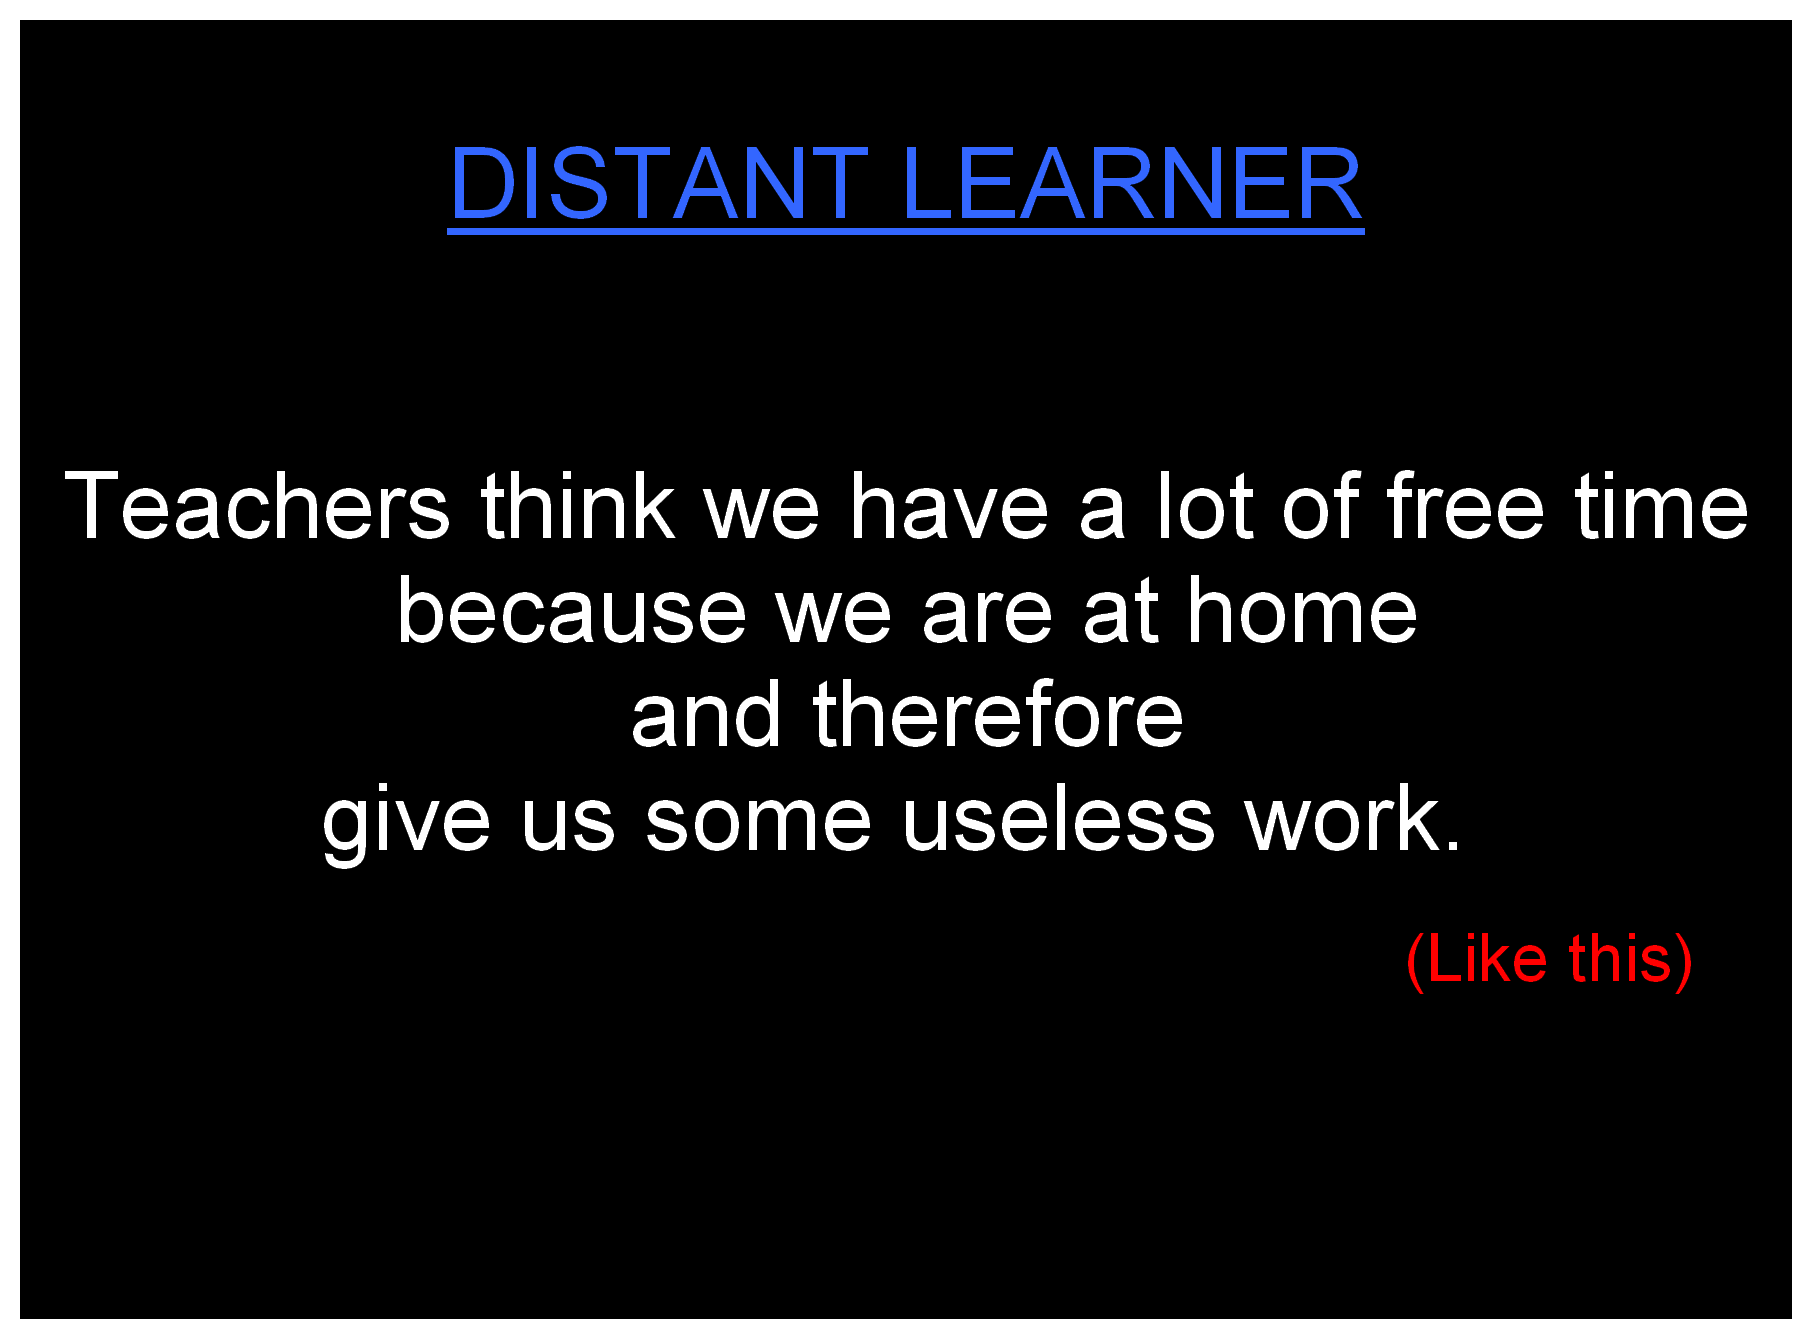 DISTANT LEARNER
Teachers think we have a lot of free time
because we are at home
and therefore
give us some useless work.
(Like this)